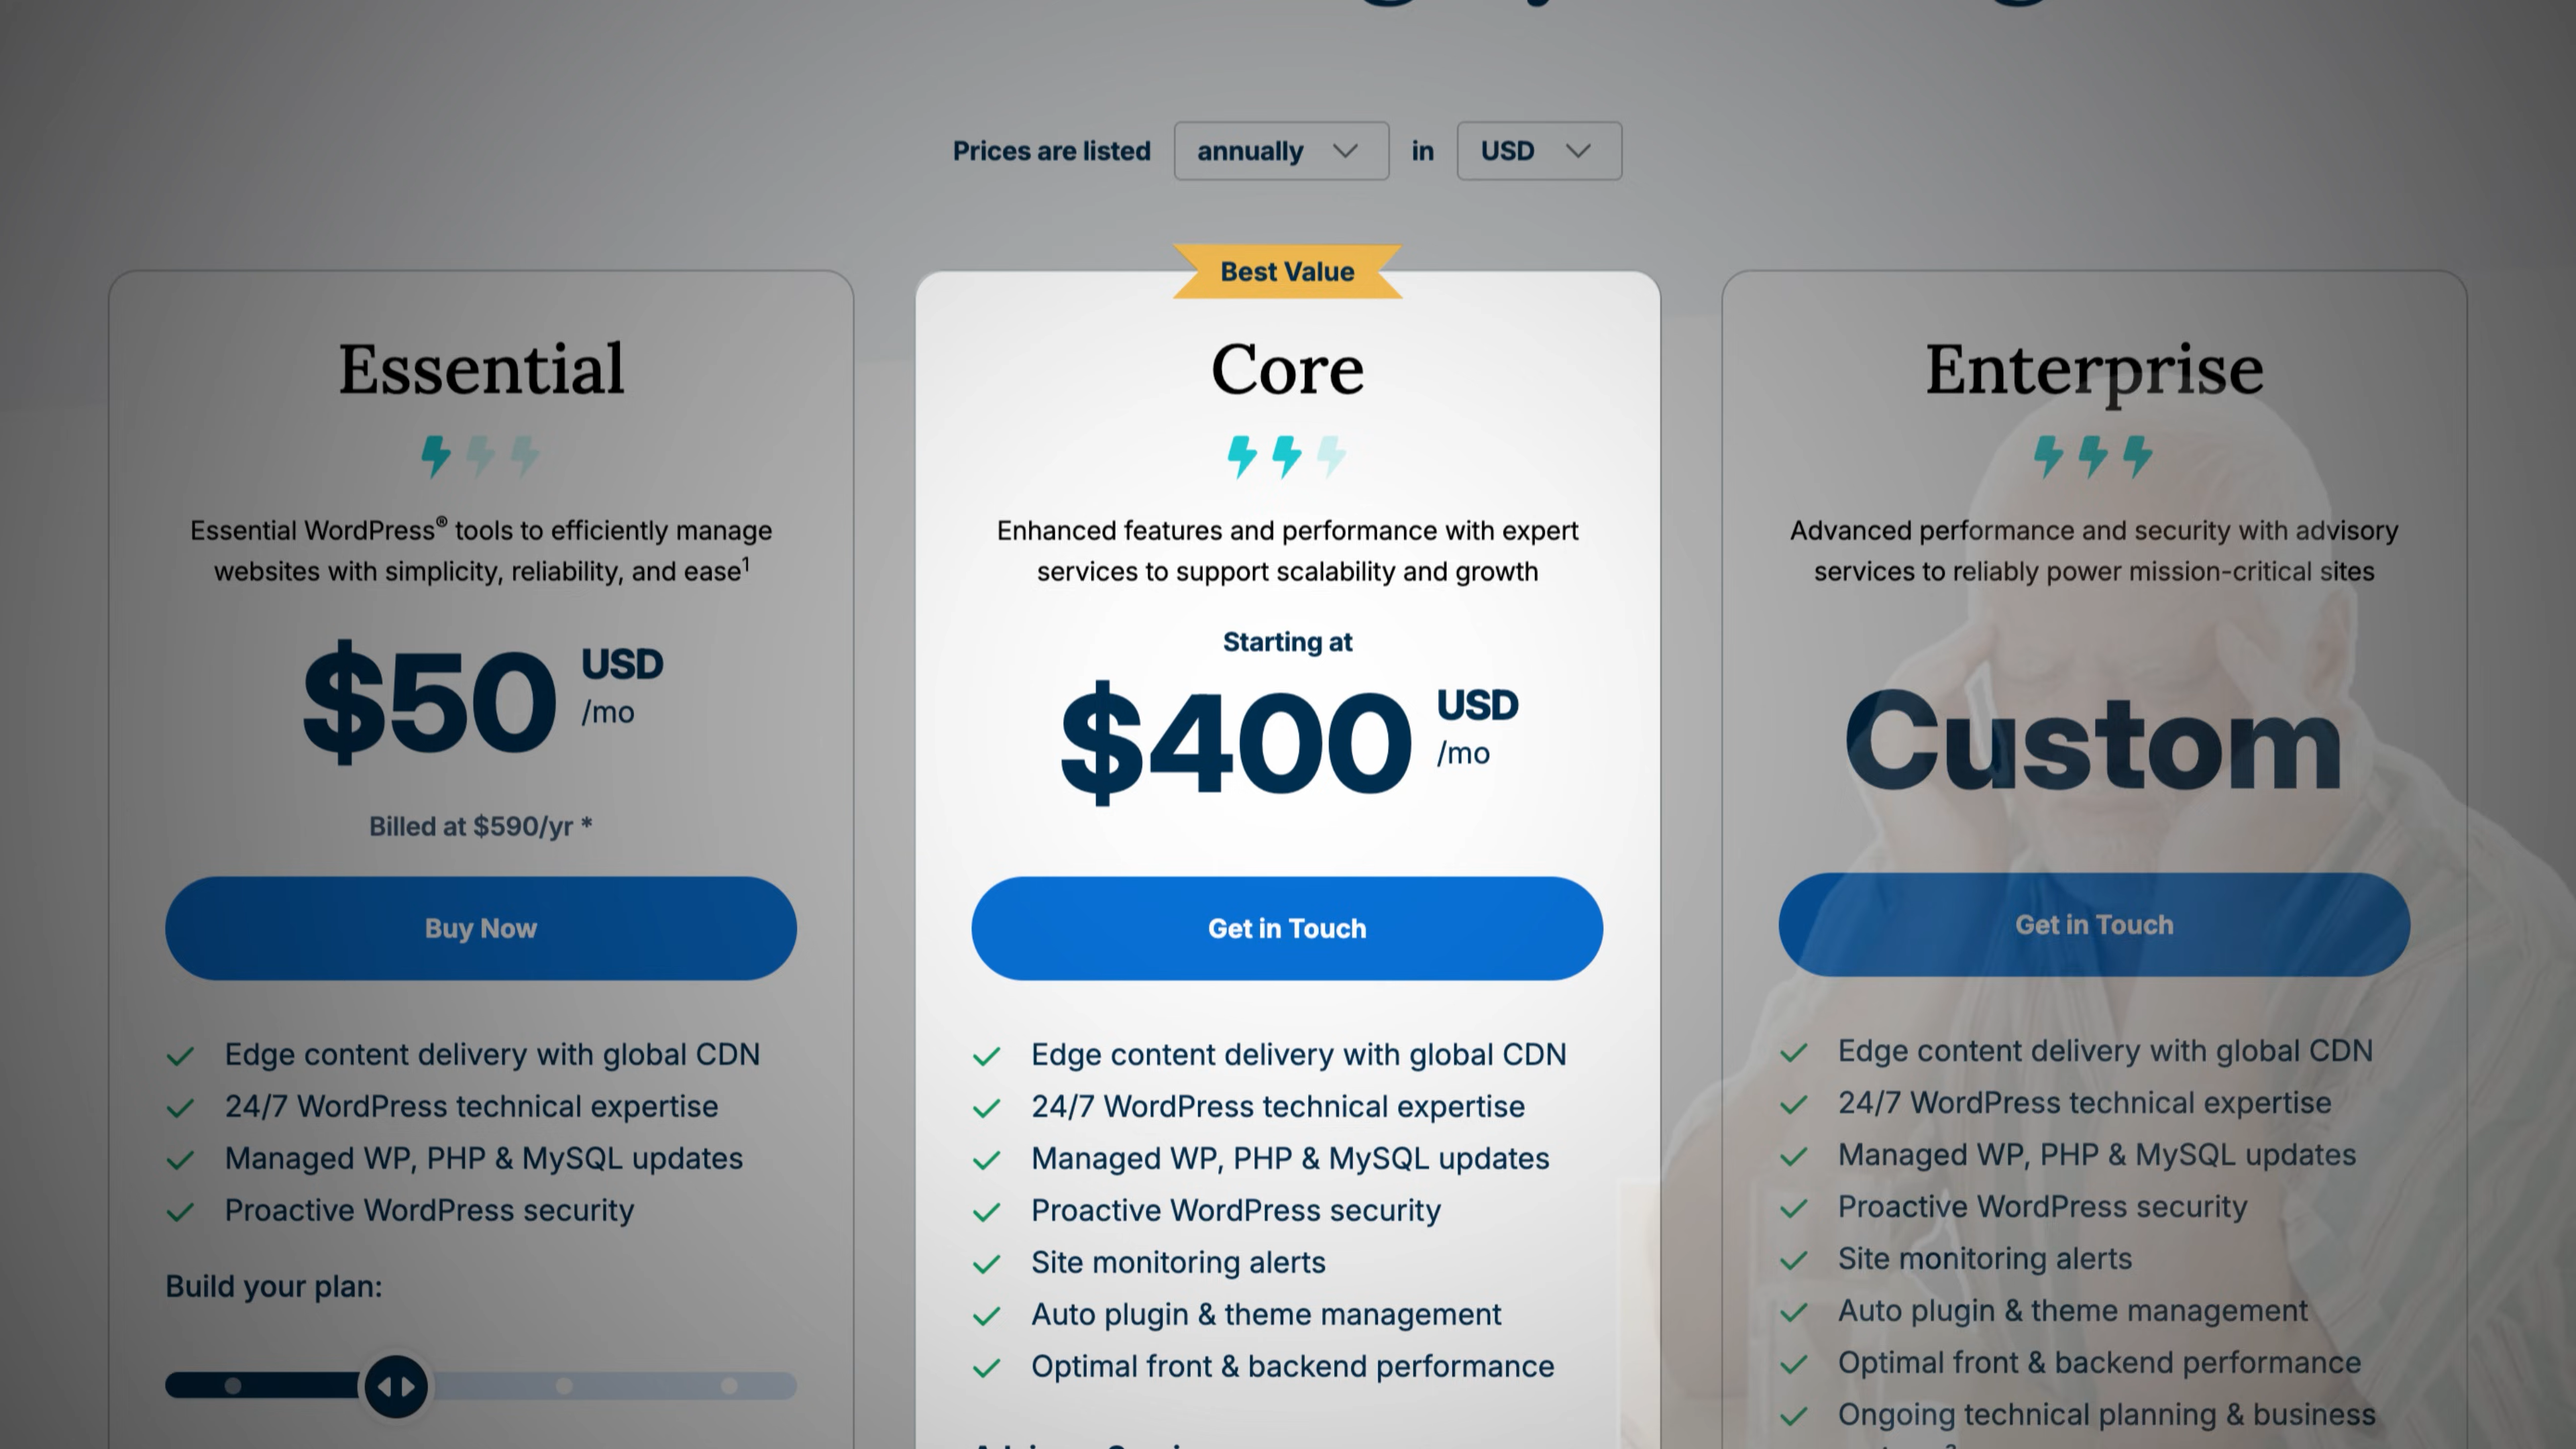 Prices are listed annually in USD
Best Value
Essential
Essential WordPress® tools to efficiently manage
websites with simplicity, reliability, and ease¹
$50 USD
/mo
Billed at $590/yr *
Buy Now
Edge content delivery with global CDN
24/7 WordPress technical expertise
Managed WP, PHP & MySQL updates
Proactive WordPress security
Build your plan:
Core
Enhanced features and performance with expert
services to support scalability and growth
Starting at
$400 USD
/mo
Get in Touch
Edge content delivery with global CDN
24/7 WordPress technical expertise
Managed WP, PHP & MySQL updates
Proactive WordPress security
Site monitoring alerts
Auto plugin & theme management
Optimal front & backend performance
Enterprise
Advanced performance and security with advisory
services to reliably power mission-critical sites
Custom
Get in Touch
Edge content delivery with global CDN
24/7 WordPress technical expertise
Managed WP, PHP & MySQL updates
Proactive WordPress security
Site monitoring alerts
Auto plugin & theme management
Optimal front & backend performance
Ongoing technical planning & business